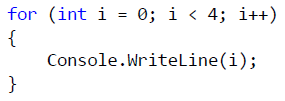 for (int i = 0; i < 4; i++)
{
    Console.WriteLine(i);
}